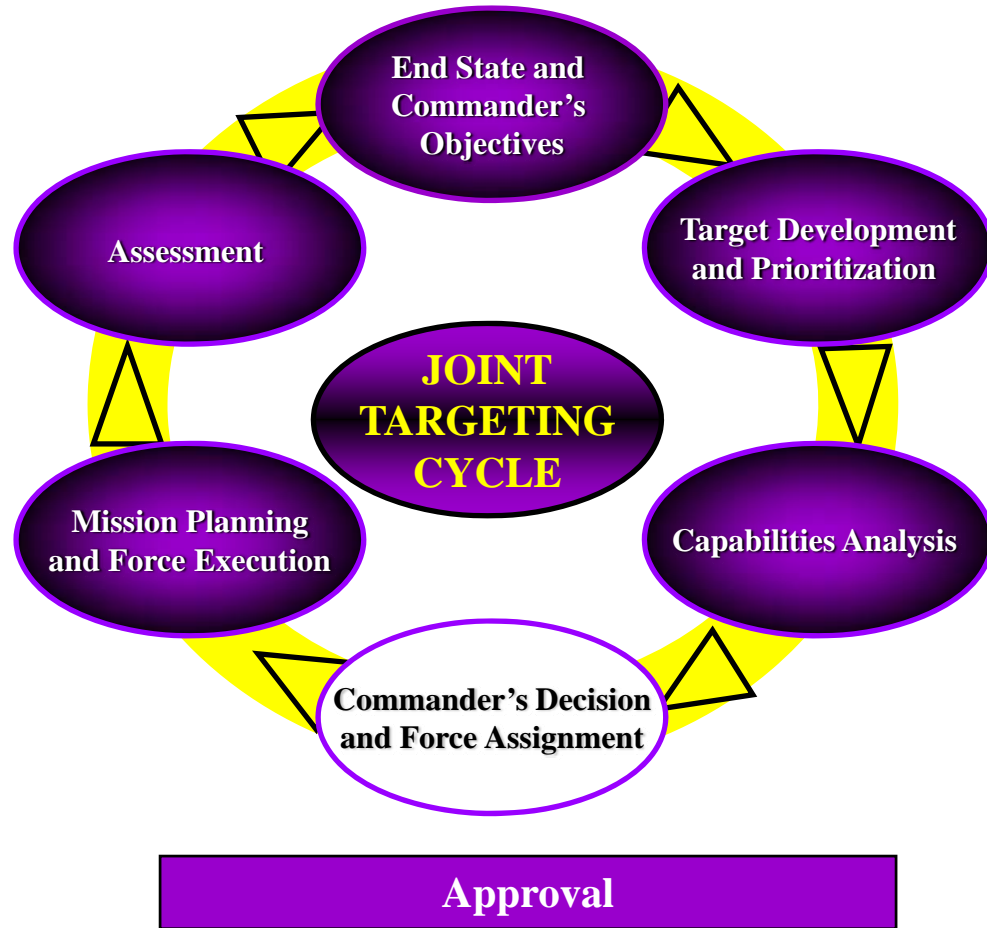 End State and
Commander’s
Objectives
Assessment
Target Development
and Prioritization
JOINT
TARGETING
CYCLE
Mission Planning
and Force Execution
Capabilities Analysis
Commander’s Decision
and Force Assignment
Approval